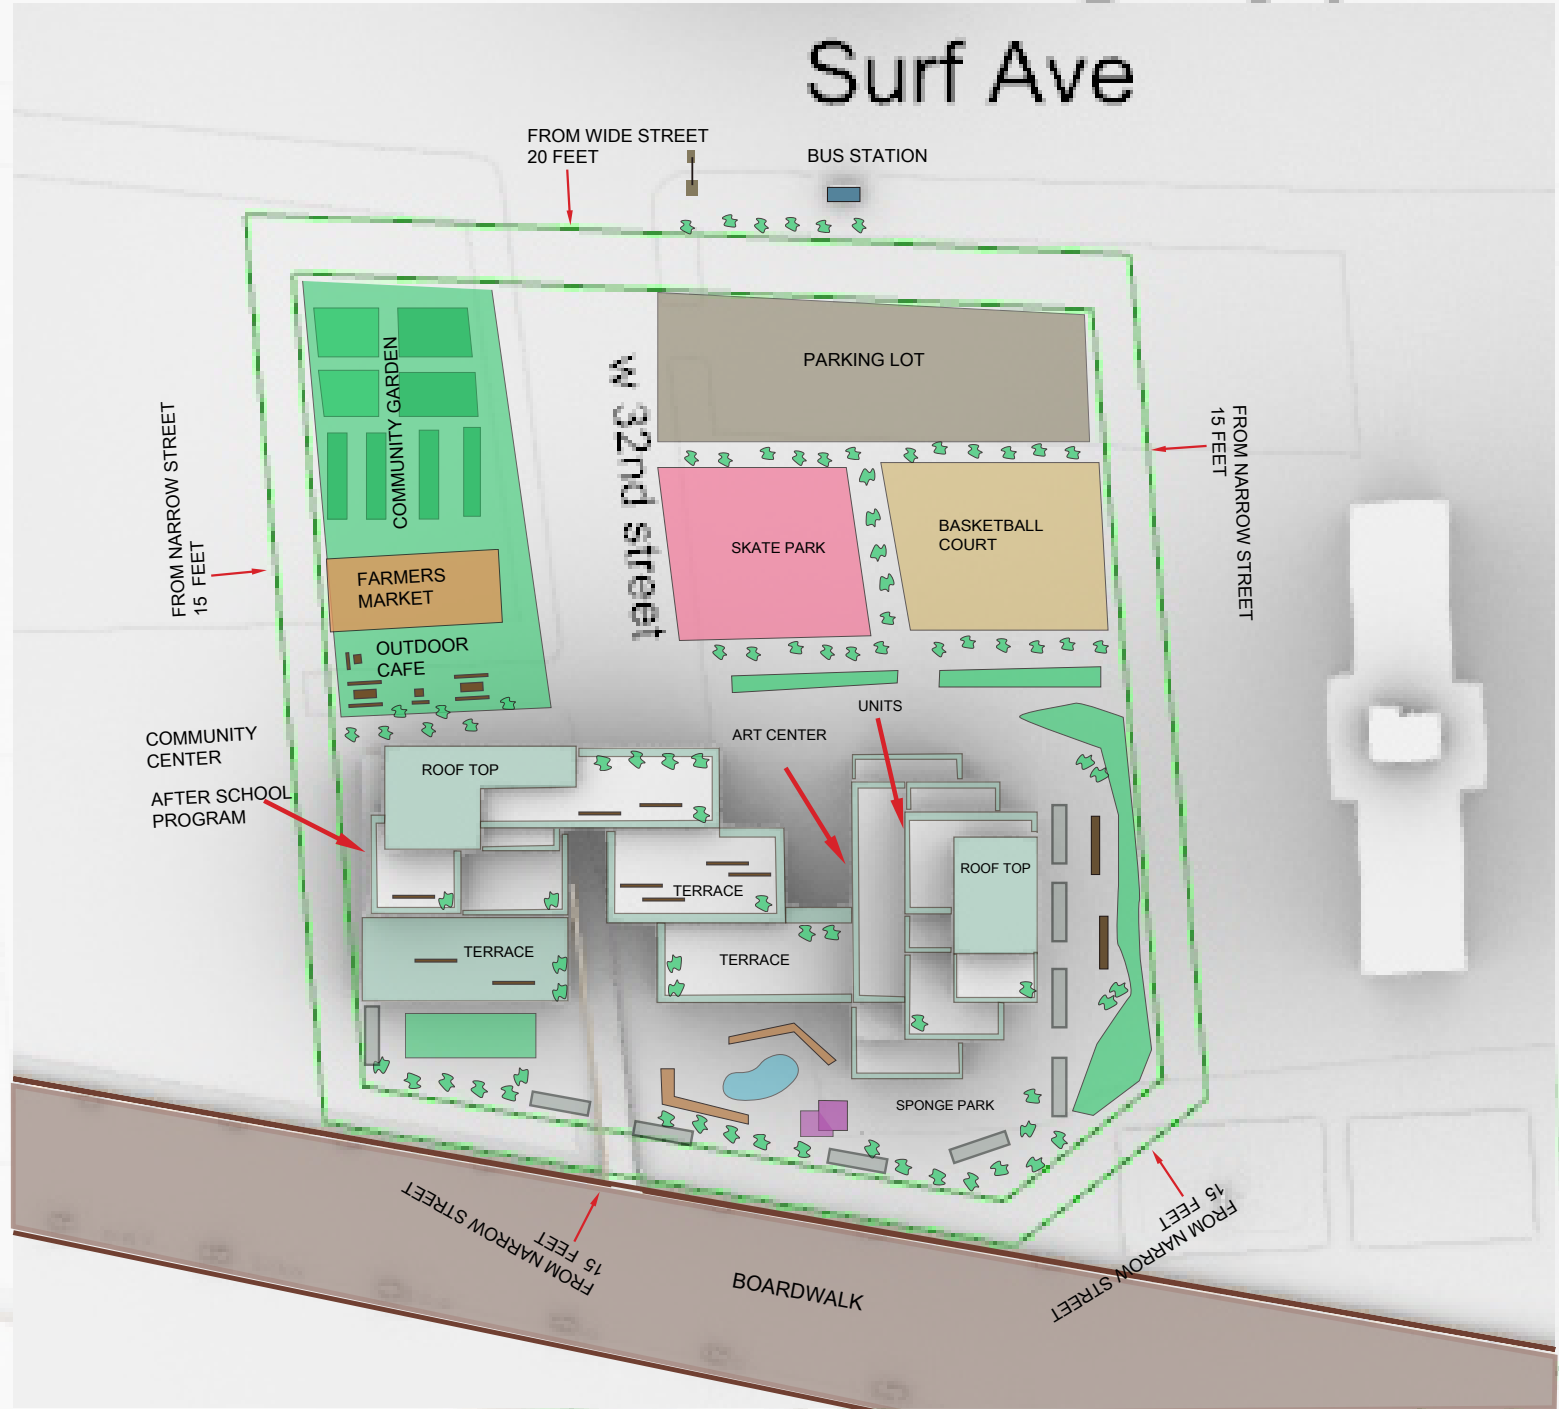 Surf Ave
FROM WIDE STREET
20 FEET
BUS STATION
PARKING LOT
COMMUNITY GARDEN
w 32nd street
FROM NARROW STREET
15 FEET
FROM NARROW STREET
15 FEET
SKATE PARK
BASKETBALL
COURT
FARMERS
MARKET
OUTDOOR
CAFE
UNITS
ART CENTER
COMMUNITY
CENTER
AFTER SCHOOL
PROGRAM
ROOF TOP
ROOF TOP
TERRACE
TERRACE
TERRACE
SPONGE PARK
FROM NARROW STREET
15 FEET
FROM NARROW STREET
15 FEET
BOARDWALK